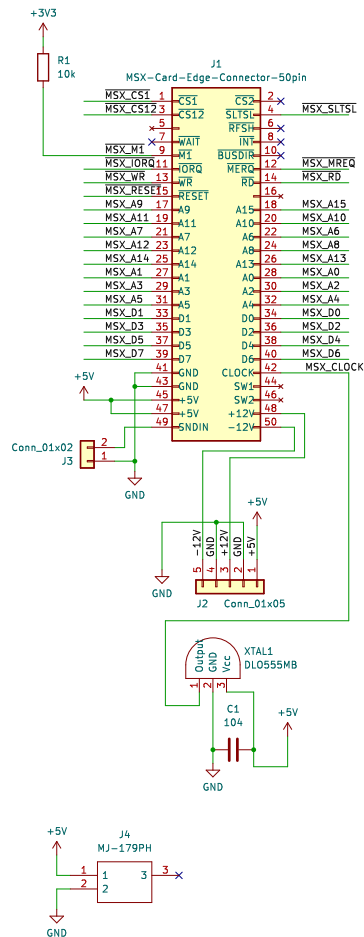 +3V3
R1
10k
J1
MSX-Card-Edge-Connector-50pin
MSX_CS1 1 CS1 CS2 2
MSX_CS12 3 CS12 SLTSL 4 MSX_SLTSL
5 RFSH 6
7 WAIT INT 8
MSX_M1 9 M1 BUSDIR 10
MSX_IORQ 11 IORQ MERQ 12 MSX_MREQ
MSX_WR 13 WR RD 14 MSX_RD
MSX_RESET 15 RESET 16
MSX_A9 17 A9 A15 18 MSX_A15
MSX_A11 19 A11 A10 20 MSX_A10
MSX_A7 21 A7 A6 22 MSX_A6
MSX_A12 23 A12 A8 24 MSX_A8
MSX_A14 25 A14 A13 26 MSX_A13
MSX_A1 27 A1 A0 28 MSX_A0
MSX_A3 29 A3 A2 30 MSX_A2
MSX_A5 31 A5 A4 32 MSX_A4
MSX_D1 33 D1 D0 34 MSX_D0
MSX_D3 35 D3 D2 36 MSX_D2
MSX_D5 37 D5 D4 38 MSX_D4
MSX_D7 39 D7 D6 40 MSX_D6
41 GND CLOCK 42 MSX_CLOCK
43 GND SW1 44
+5V 45 +5V SW2 46
47 +5V +12V 48
49 SNDIN -12V 50
Conn_01x02 2
J3 1
GND
+5V
-12V GND +12V GND +5V
5 4 3 2 1
GND
J2 Conn_01x05
XTAL1
DLO555MB
Output GND Vcc
1 2 3
C1
104
+5V
GND
J4
MJ-179PH
+5V
1 1 3 3
2 2
GND